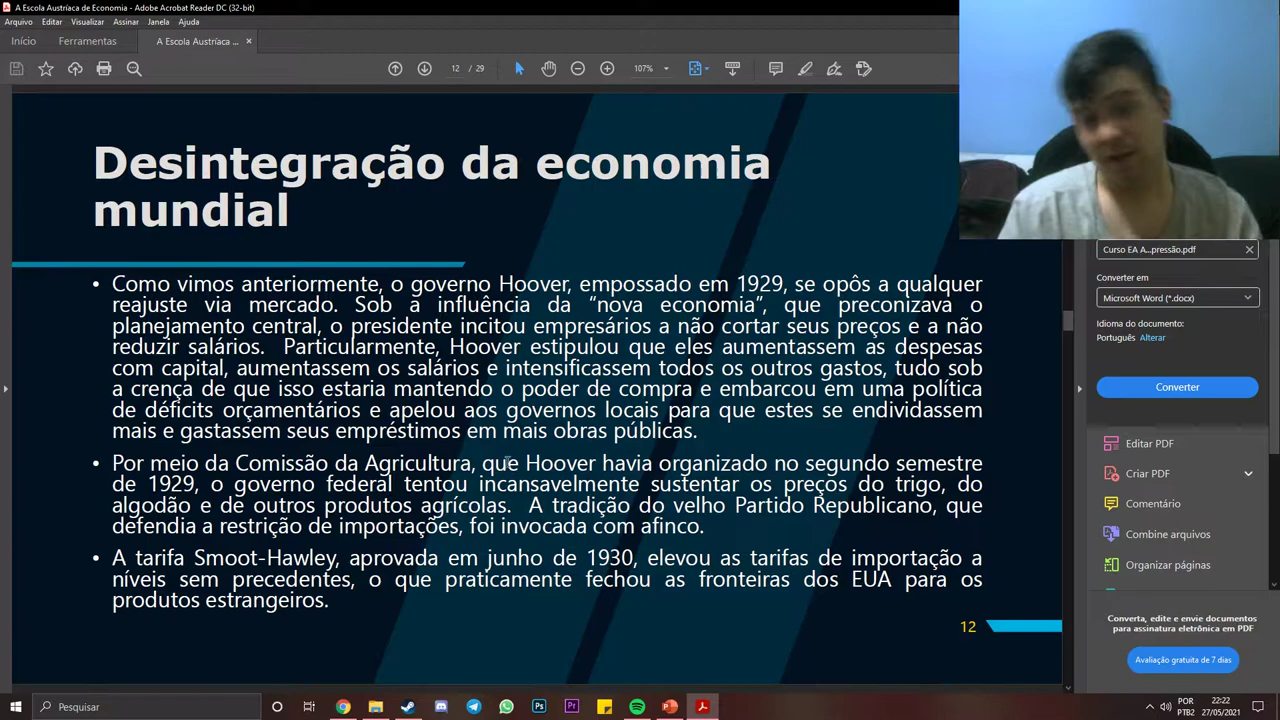 A Escola Austríaca de Economia - Adobe Acrobat Reader DC (32-bit)
Arquivo Editar Visualizar Assinar Janela Ajuda
Início Ferramentas A Escola Austríaca ... ×
12 / 29 107%
Desintegração da economia
mundial
• Como vimos anteriormente, o governo Hoover, empossado em 1929, se opôs a qualquer
reajuste via mercado. Sob a influência da “nova economia”, que preconizava o
planejamento central, o presidente incitou empresários a não cortar seus preços e a não
reduzir salários. Particularmente, Hoover estipulou que eles aumentassem as despesas
com capital, aumentassem os salários e intensificassem todos os outros gastos, tudo sob
a crença de que isso estaria mantendo o poder de compra e embarcou em uma política
de déficits orçamentários e apelou aos governos locais para que estes se endividassem
mais e gastassem seus empréstimos em mais obras públicas.
• Por meio da Comissão da Agricultura, que Hoover havia organizado no segundo semestre
de 1929, o governo federal tentou incansavelmente sustentar os preços do trigo, do
algodão e de outros produtos agrícolas. A tradição do velho Partido Republicano, que
defendia a restrição de importações, foi invocada com afinco.
• A tarifa Smoot-Hawley, aprovada em junho de 1930, elevou as tarifas de importação a
níveis sem precedentes, o que praticamente fechou as fronteiras dos EUA para os
produtos estrangeiros.
12
Curso EA A...pressão.pdf
Converter em
Microsoft Word (*.docx)
Idioma do documento:
Português Alterar
Converter
Editar PDF
Criar PDF
Comentário
Combine arquivos
Organizar páginas
Converta, edite e envie documentos
para assinatura eletrônica em PDF
Avaliação gratuita de 7 dias
Pesquisar
Ps
Pr
POR
PTB2
22:22
27/05/2021